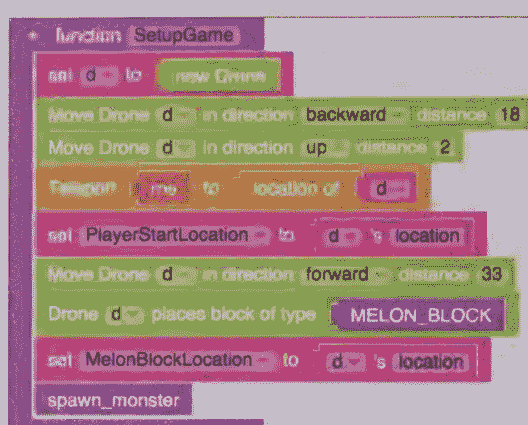 function SetupGame
set d to new Drone
Move Drone d in direction backward distance 18
Move Drone d in direction up distance 2
Teleport me to location of d
set PlayerStartLocation to d 's location
Move Drone d in direction forward distance 33
Drone d places block of type MELON_BLOCK
set MelonBlockLocation to d 's location
spawn_monster